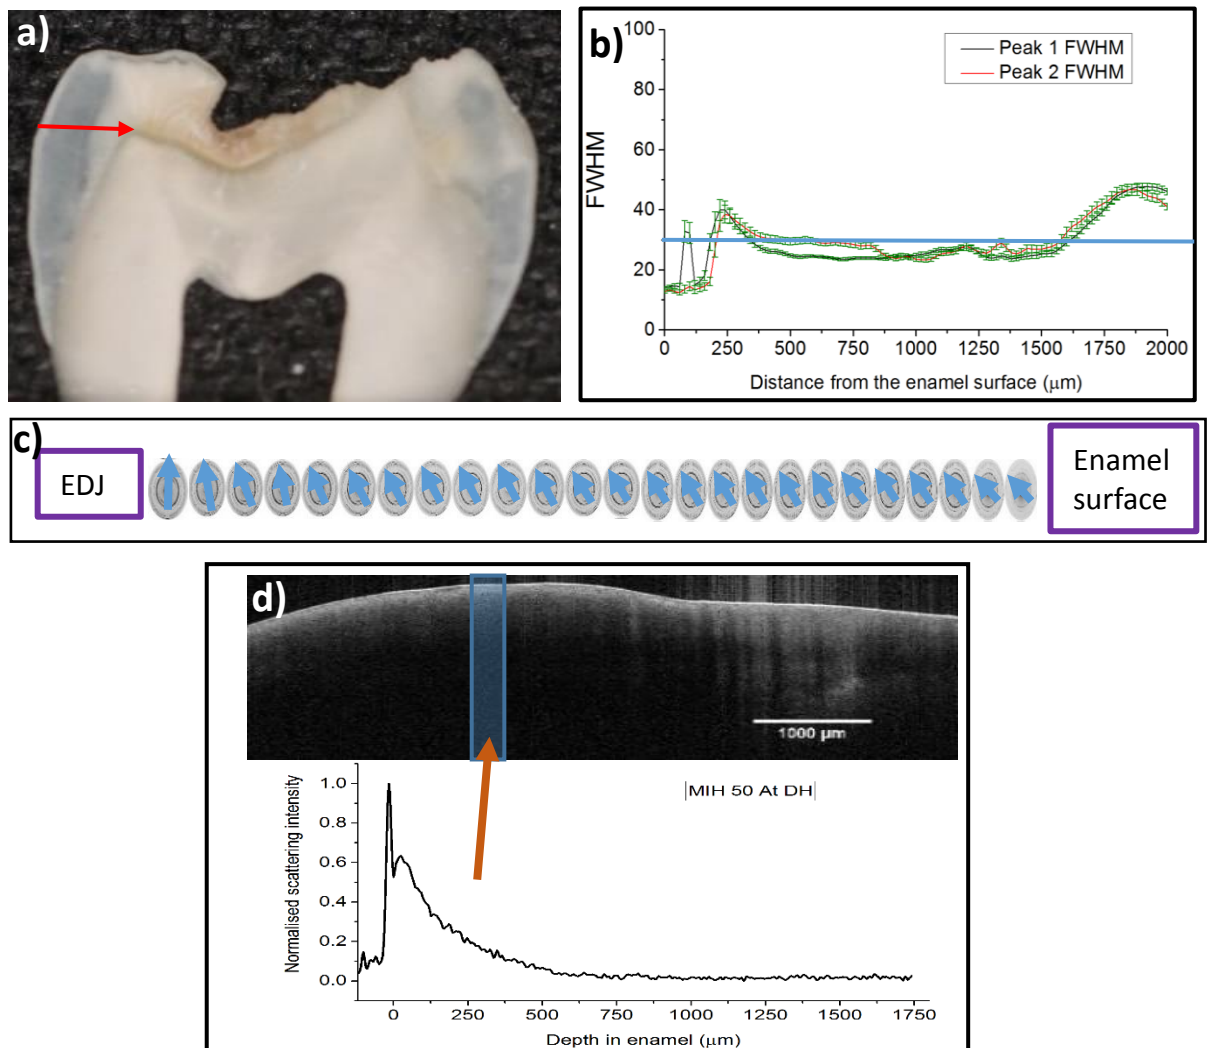 a)
b)
100
80
60
40
20
0
FWHM
Peak 1 FWHM
Peak 2 FWHM
0 250 500 750 1000 1250 1500 1750 2000
Distance from the enamel surface (μm)
c)
EDJ
Enamel
surface
d)
1000 μm
1.0
0.8
0.6
0.4
0.2
0.0
Normalised scattering intensity
MIH 50 At DH
0 250 500 750 1000 1250 1500 1750
Depth in enamel (μm)